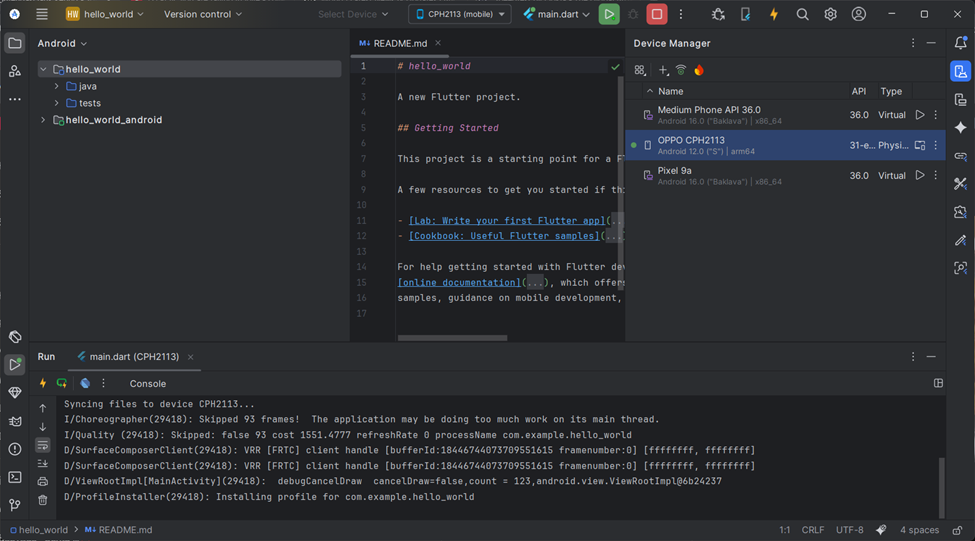 HW hello_world Version control Select Device CPH2113 (mobile) main.dart
Android
hello_world
java
tests
hello_world_android
M↓ README.md
1 # hello_world
2
3 A new Flutter project.
4
5 ## Getting Started
6
7 This project is a starting point for a Fl
8
9 A few resources to get you started if thi
10
11 - [Lab: Write your first Flutter app](...
12 - [Cookbook: Useful Flutter samples](...
13
14 For help getting started with Flutter dev
15 [online documentation](...), which offers
16 samples, guidance on mobile development,
17
Device Manager
Name API Type
Medium Phone API 36.0 36.0 Virtual
Android 16.0 ("Baklava") | x86_64
OPPO CPH2113 31-e... Physi...
Android 12.0 ("S") | arm64
Pixel 9a 36.0 Virtual
Android 16.0 ("Baklava") | x86_64
Run main.dart (CPH2113)
Console
Syncing files to device CPH2113...
I/Choreographer(29418): Skipped 93 frames!  The application may be doing too much work on its main thread.
I/Quality (29418): Skipped: false 93 cost 1551.4777 refreshRate 0 processName com.example.hello_world
D/SurfaceComposerClient(29418): VRR [FRTC] client handle [bufferId:18446744073709551615 framenumber:0] [ffffffff, ffffffff]
D/SurfaceComposerClient(29418): VRR [FRTC] client handle [bufferId:18446744073709551615 framenumber:0] [ffffffff, ffffffff]
D/ViewRootImpl[MainActivity](29418):  debugCancelDraw  cancelDraw=false,count = 123,android.view.ViewRootImpl@6b24237
D/ProfileInstaller(29418): Installing profile for com.example.hello_world
hello_world > M↓ README.md 1:1 CRLF UTF-8 4 spaces